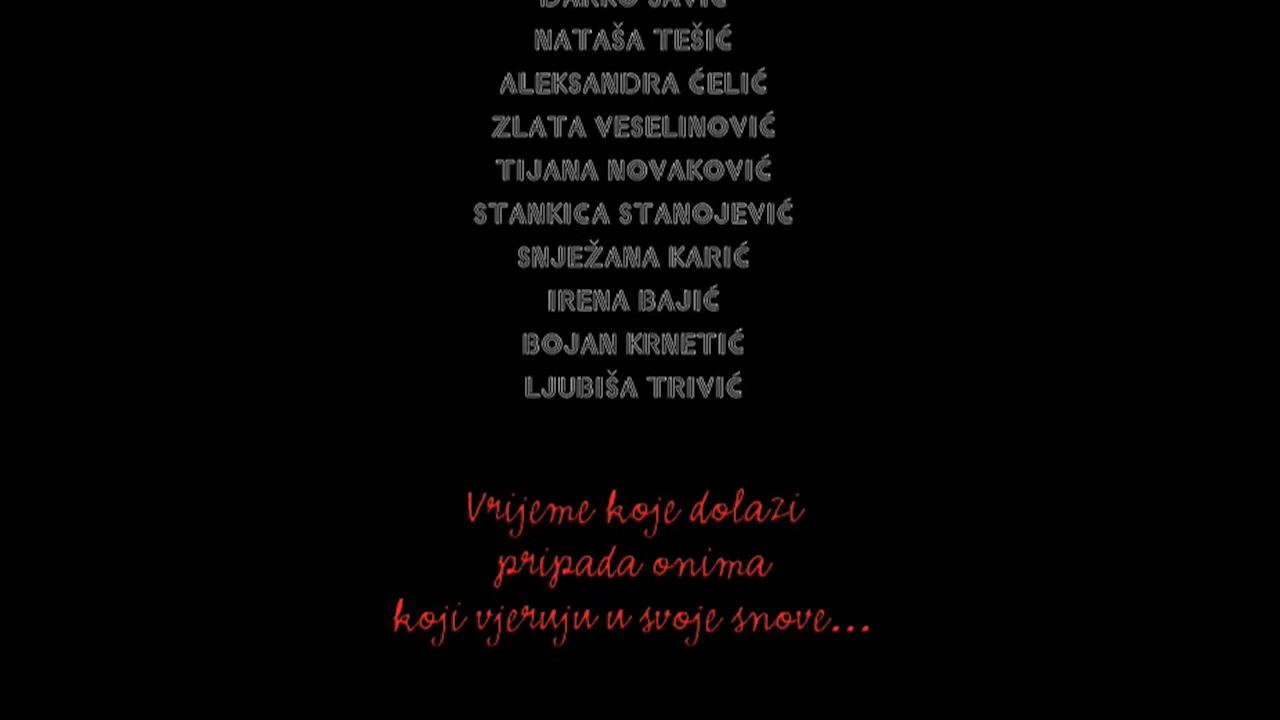 NATAŠA TEŠIĆ
ALEKSANDRA ĆELIĆ
ZLATA VESELINOVIĆ
TIJANA NOVAKOVIĆ
STANKICA STANOJEVIĆ
SNJEŽANA KARIĆ
IRENA BAJIĆ
BOJAN KRNETIĆ
LJUBIŠA TRIVIĆ
Vrijeme koje dolazi
pripada onima
koji vjeruju u svoje snove...